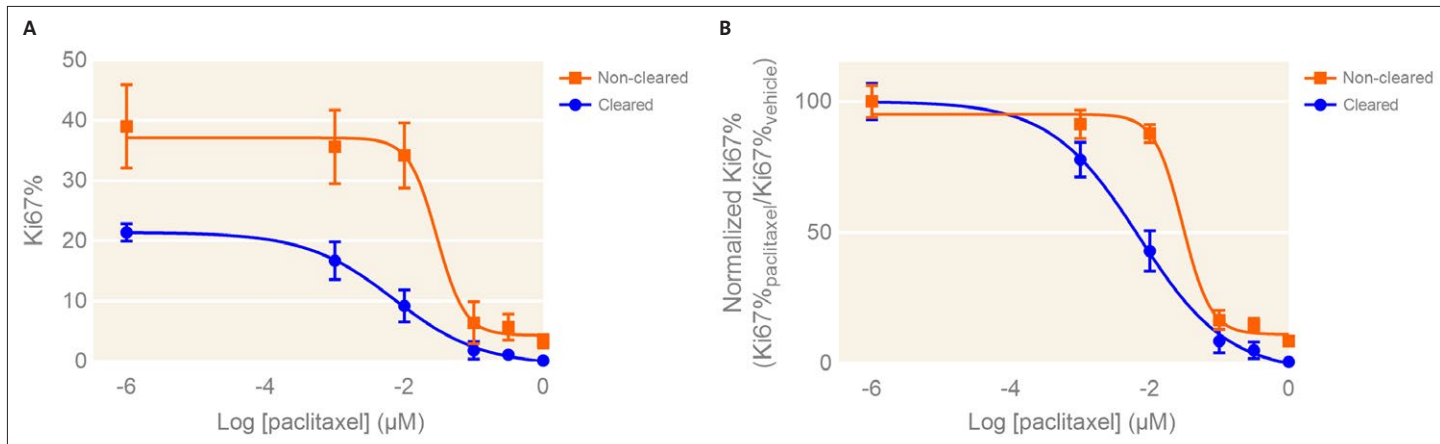 A
50
40
30
20
10
0
Ki67%
-6
-4
-2
0
Log [paclitaxel] (µM)
Non-cleared
Cleared
B
Normalized Ki67%
(Ki67%paclitaxel/Ki67%vehicle)
100
50
0
-6
-4
-2
0
Log [paclitaxel] (µM)
Non-cleared
Cleared